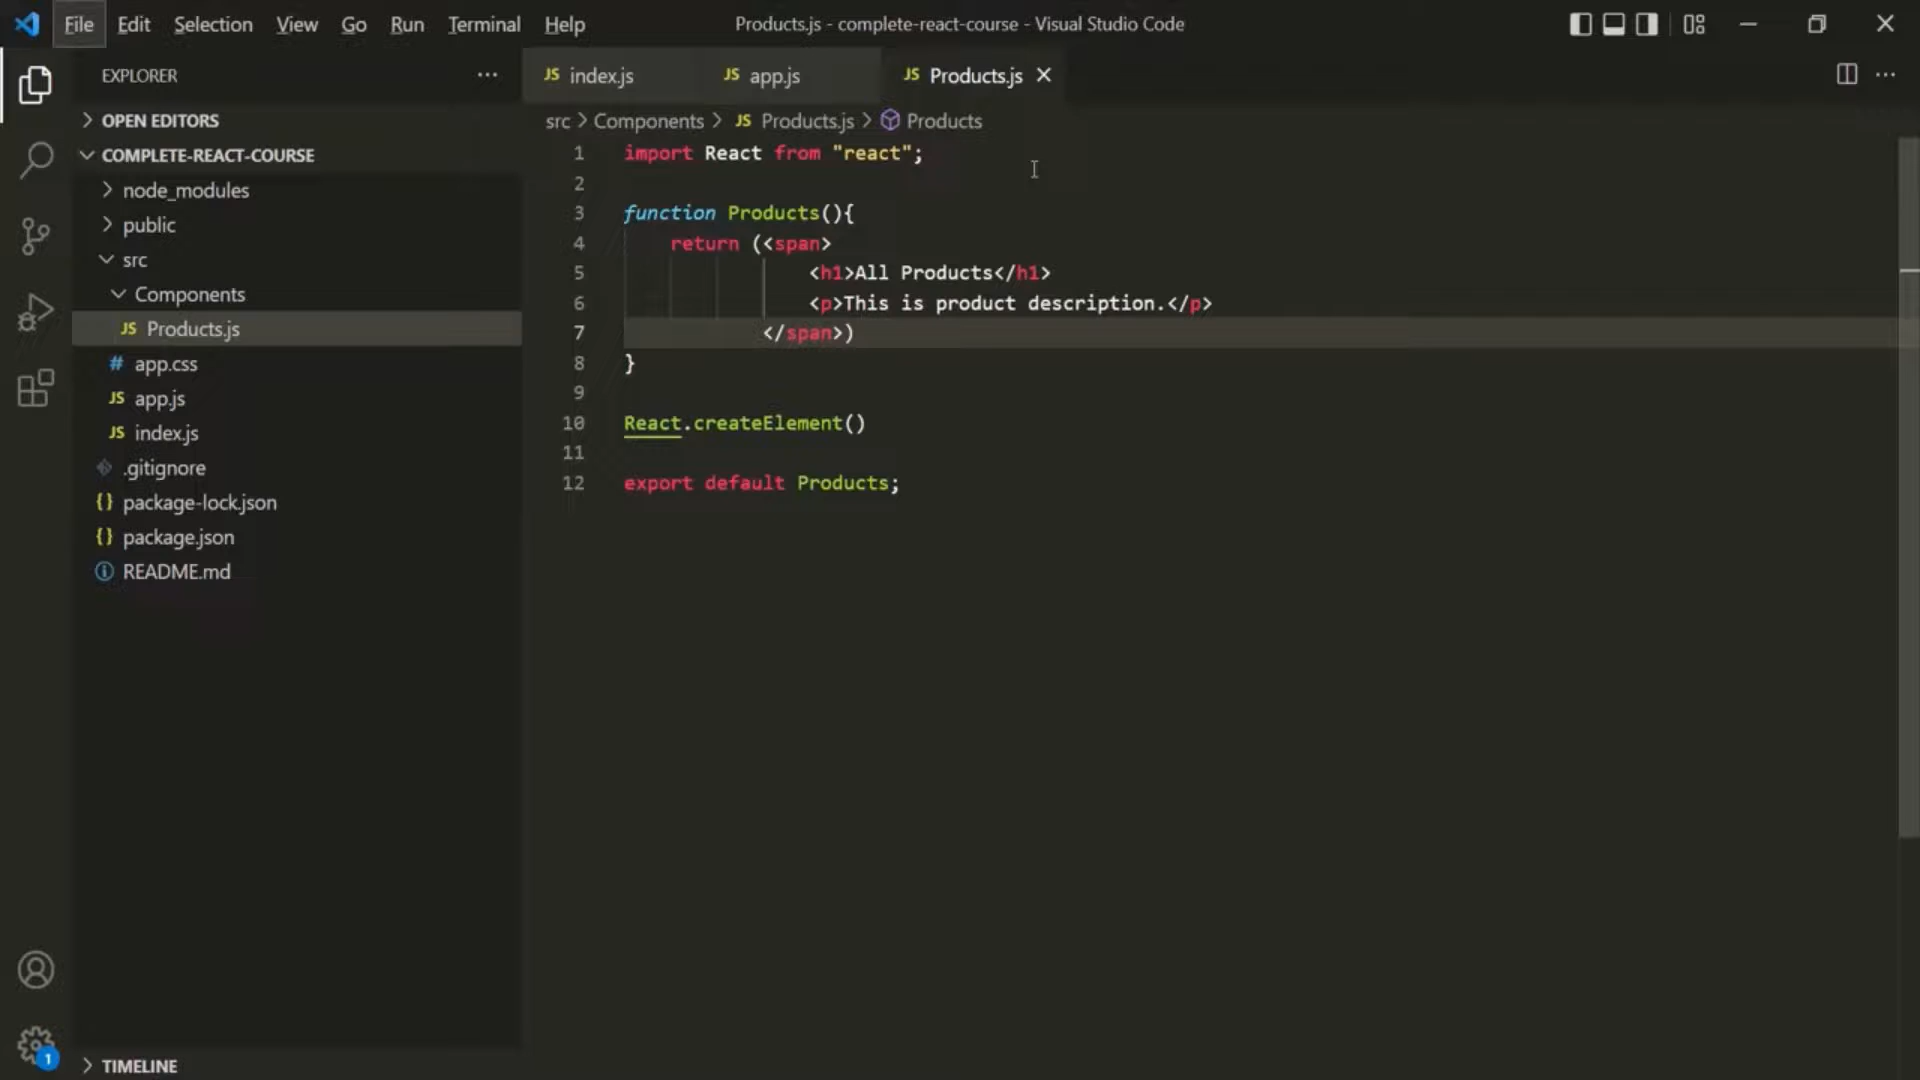 File Edit Selection View Go Run Terminal Help Products.js - complete-react-course - Visual Studio Code
EXPLORER
OPEN EDITORS
COMPLETE-REACT-COURSE
node_modules
public
src
Components
JS Products.js
# app.css
JS app.js
JS index.js
.gitignore
{} package-lock.json
{} package.json
README.md
1
TIMELINE
JS index.js JS app.js JS Products.js
src > Components > JS Products.js > Products
1 import React from "react";
2
3 function Products(){
4 return (<span>
5 <h1>All Products</h1>
6 <p>This is product description.</p>
7 </span>)
8 }
9
10 React.createElement()
11
12 export default Products;